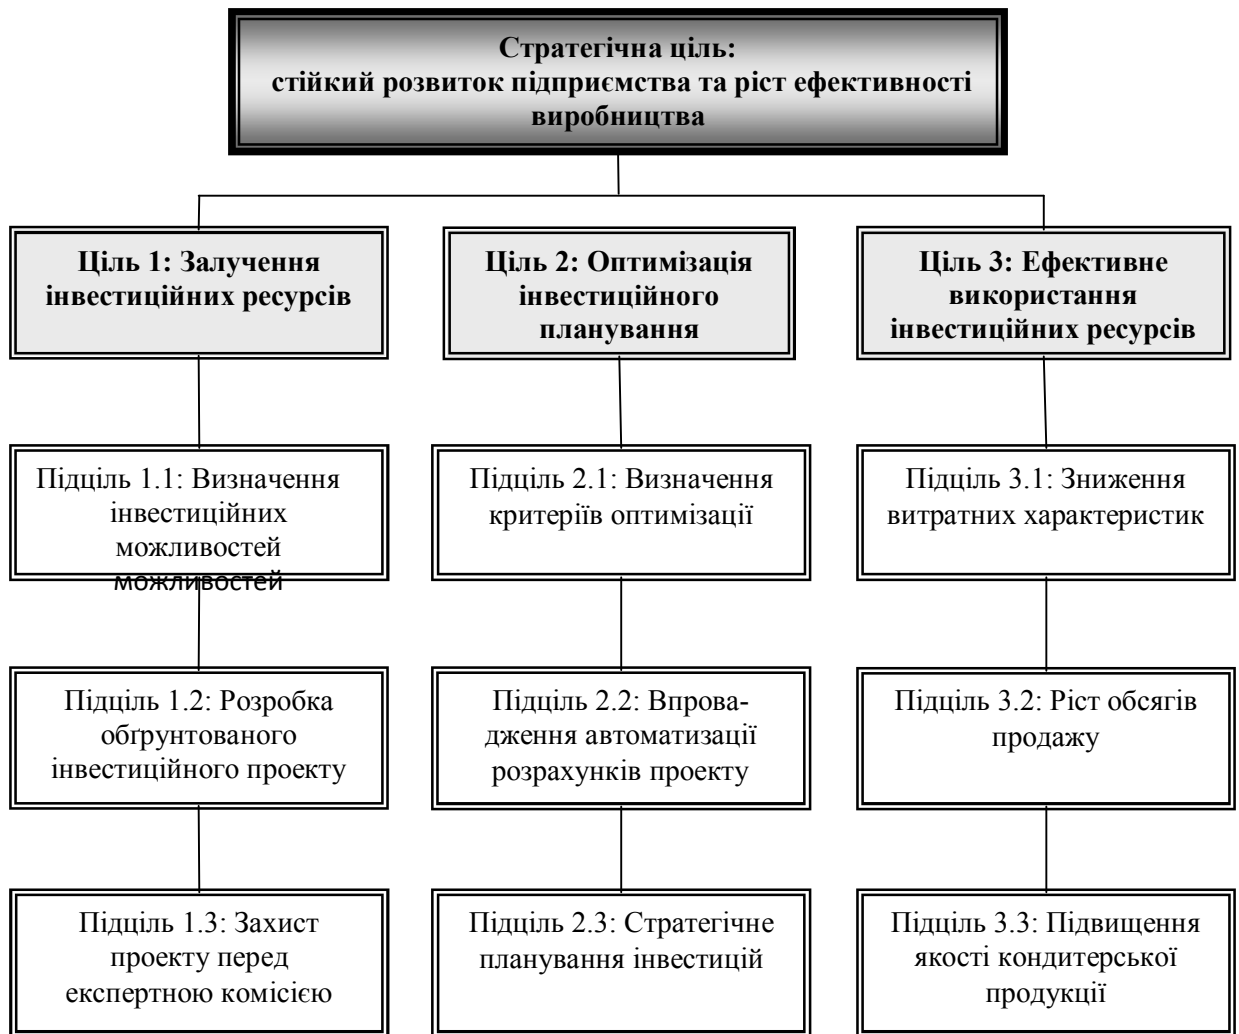 Стратегічна ціль:
стійкий розвиток підприємства та ріст ефективності
виробництва
Ціль 1: Залучення
інвестиційних ресурсів
Ціль 2: Оптимізація
інвестиційного
планування
Ціль 3: Ефективне
використання
інвестиційних ресурсів
Підціль 1.1: Визначення
інвестиційних
можливостей
можливостей
Підціль 2.1: Визначення
критеріїв оптимізації
Підціль 3.1: Зниження
витратних характеристик
Підціль 1.2: Розробка
обґрунтованого
інвестиційного проекту
Підціль 2.2: Впрова-
дження автоматизації
розрахунків проекту
Підціль 3.2: Ріст обсягів
продажу
Підціль 1.3: Захист
проекту перед
експертною комісією
Підціль 2.3: Стратегічне
планування інвестицій
Підціль 3.3: Підвищення
якості кондитерської
продукції